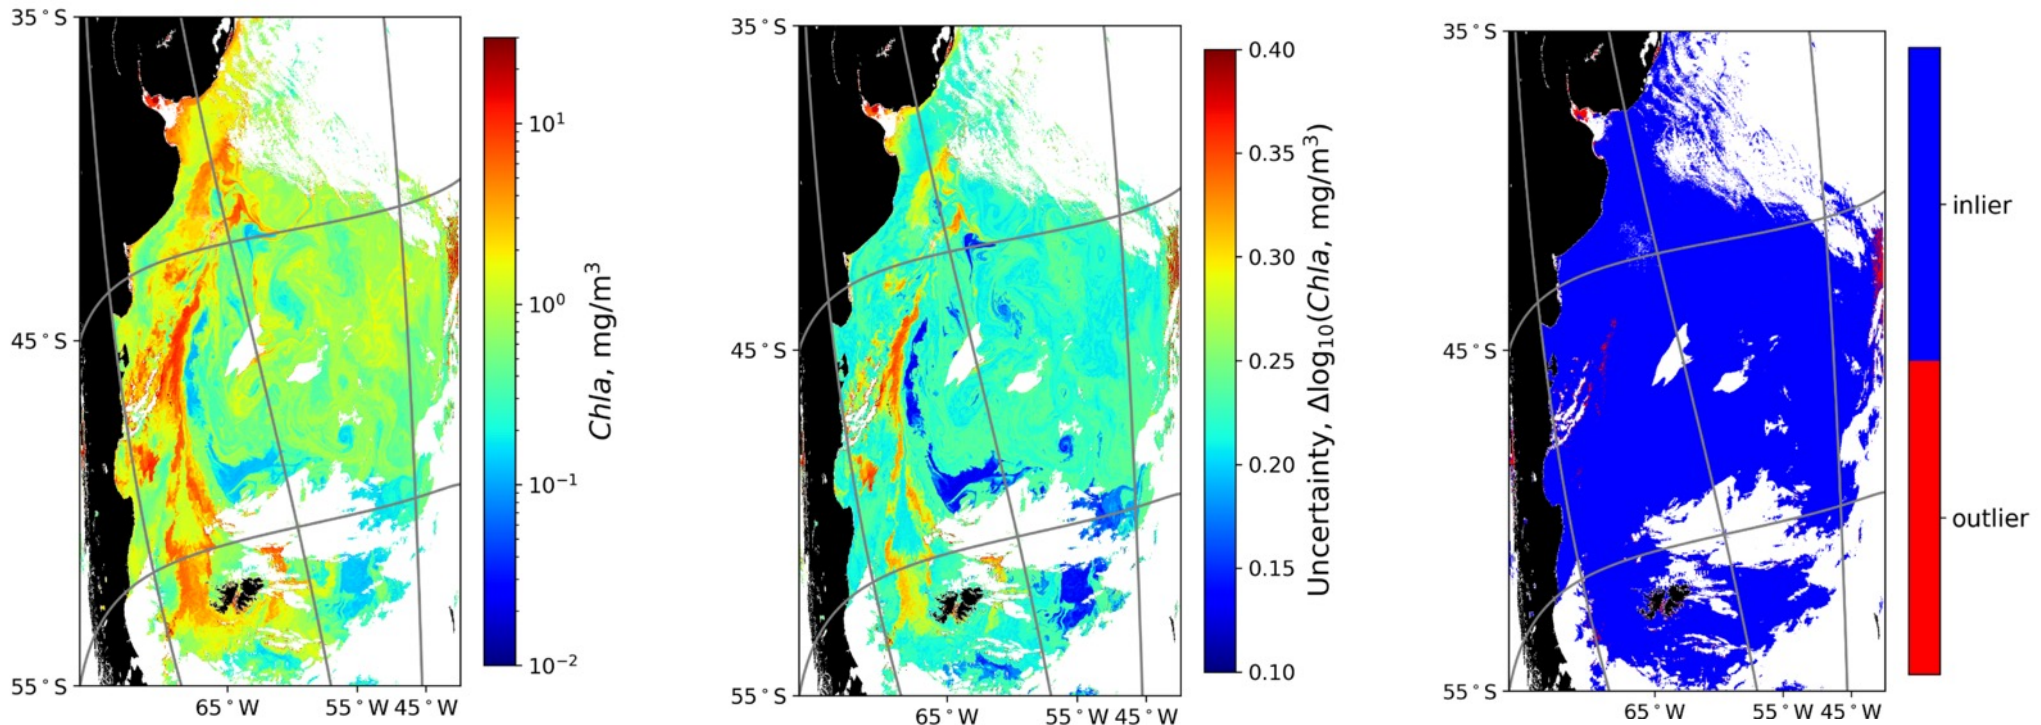 35°S
45°S
55°S
65°W
55°W
45°W
10¹
10⁰
10⁻¹
10⁻²
Chla, mg/m³
35°S
45°S
55°S
65°W
55°W
45°W
0.40
0.35
0.30
0.25
0.20
0.15
0.10
Uncertainty, Δlog₁₀(Chla, mg/m³)
35°S
45°S
55°S
65°W
55°W
45°W
inlier
outlier